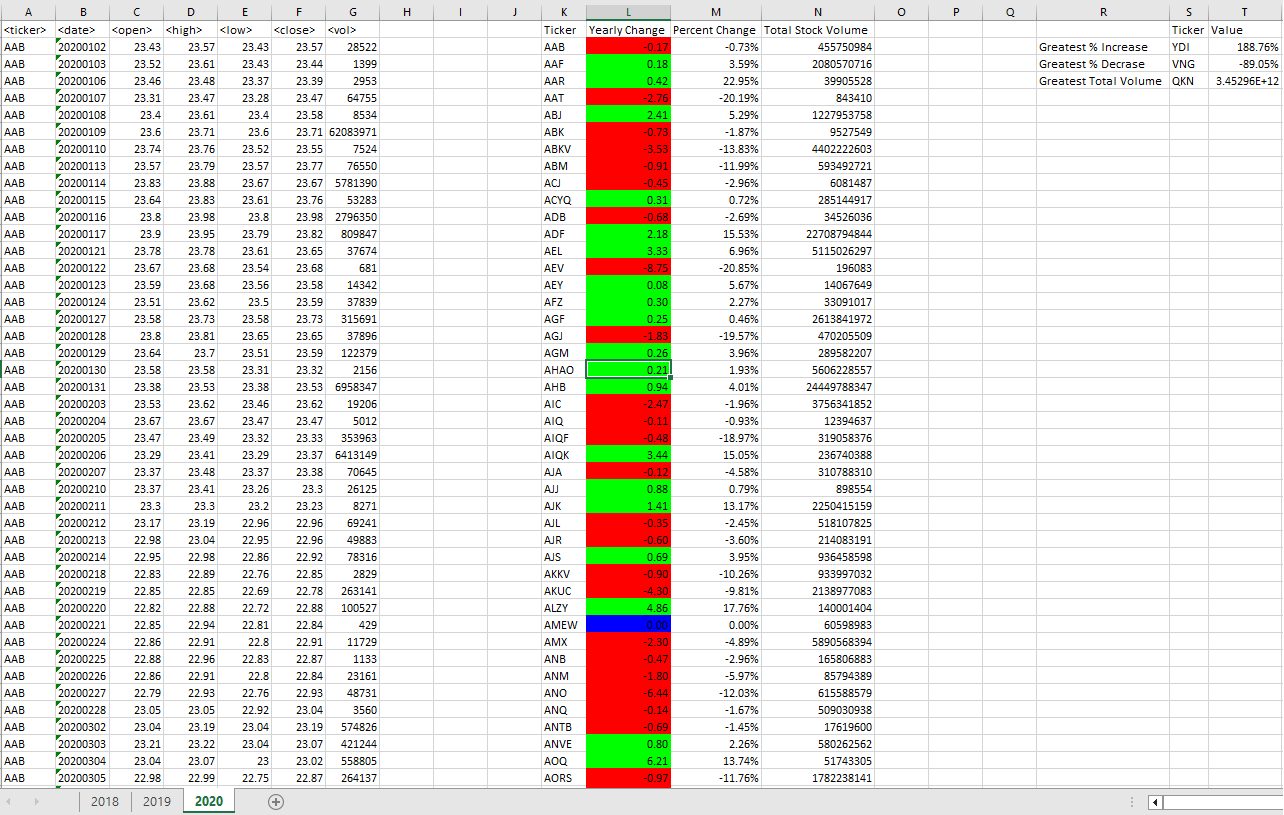 A B C D E F G H I J K L M N O P Q R S T
<ticker> <date> <open> <high> <low> <close> <vol> Ticker Yearly Change Percent Change Total Stock Volume Ticker Value
AAB 20200102 23.43 23.57 23.43 23.57 28522 AAB -0.17 -0.73% 455750984 Greatest % Increase YDI 188.76%
AAB 20200103 23.52 23.61 23.43 23.44 1399 AAF 0.18 3.59% 2080570716 Greatest % Decrase VNG -89.05%
AAB 20200106 23.46 23.48 23.37 23.39 2953 AAR 0.42 22.95% 39905528 Greatest Total Volume QKN 3.45296E+12
AAB 20200107 23.31 23.47 23.28 23.47 64755 AAT -2.76 -20.19% 843410
AAB 20200108 23.4 23.61 23.4 23.58 8534 ABJ 2.41 5.29% 1227953758
AAB 20200109 23.6 23.71 23.6 23.71 62083971 ABK -0.73 -1.87% 9527549
AAB 20200110 23.74 23.76 23.52 23.55 7524 ABKV -3.53 -13.83% 4402222603
AAB 20200113 23.57 23.79 23.57 23.77 76550 ABM -0.91 -11.99% 593492721
AAB 20200114 23.83 23.88 23.67 23.67 5781390 ACJ -0.45 -2.96% 6081487
AAB 20200115 23.64 23.83 23.61 23.76 53283 ACYQ 0.31 0.72% 285144917
AAB 20200116 23.8 23.98 23.8 23.98 2796350 ADB -0.68 -2.69% 34526036
AAB 20200117 23.9 23.95 23.79 23.82 809847 ADF 2.18 15.53% 22708794844
AAB 20200121 23.78 23.78 23.61 23.65 37674 AEL 3.33 6.96% 5115026297
AAB 20200122 23.67 23.68 23.54 23.68 681 AEV -8.75 -20.85% 196083
AAB 20200123 23.59 23.68 23.56 23.58 14342 AEY 0.08 5.67% 14067649
AAB 20200124 23.51 23.62 23.5 23.59 37839 AFZ 0.30 2.27% 33091017
AAB 20200127 23.58 23.73 23.58 23.73 315691 AGF 0.25 0.46% 2613841972
AAB 20200128 23.8 23.81 23.65 23.65 37896 AGJ -1.83 -19.57% 470205509
AAB 20200129 23.64 23.7 23.51 23.59 122379 AGM 0.26 3.96% 289582207
AAB 20200130 23.58 23.58 23.31 23.32 2156 AHAO 0.21 1.93% 5606228557
AAB 20200131 23.38 23.53 23.38 23.53 6958347 AHB 0.94 4.01% 24449788347
AAB 20200203 23.53 23.62 23.46 23.62 19206 AIC -2.47 -1.96% 3756341852
AAB 20200204 23.67 23.67 23.47 23.47 5012 AIQ -0.11 -0.93% 12394637
AAB 20200205 23.47 23.49 23.32 23.33 353963 AIQF -0.48 -18.97% 319058376
AAB 20200206 23.29 23.41 23.29 23.37 6413149 AIQK 3.44 15.05% 236740388
AAB 20200207 23.37 23.48 23.37 23.38 70645 AJA -0.12 -4.58% 310788310
AAB 20200210 23.37 23.41 23.26 23.3 26125 AJJ 0.88 0.79% 898554
AAB 20200211 23.3 23.3 23.2 23.23 8271 AJK 1.41 13.17% 2250415159
AAB 20200212 23.17 23.19 22.96 22.96 69241 AJL -0.35 -2.45% 518107825
AAB 20200213 22.98 23.04 22.95 22.96 49883 AJR -0.60 -3.60% 214083191
AAB 20200214 22.95 22.98 22.86 22.92 78316 AJS 0.69 3.95% 936458598
AAB 20200218 22.83 22.89 22.76 22.85 2829 AKKV -0.90 -10.26% 933997032
AAB 20200219 22.85 22.85 22.69 22.78 263141 AKUC -4.30 -9.81% 2138977083
AAB 20200220 22.82 22.88 22.72 22.88 100527 ALZY 4.86 17.76% 140001404
AAB 20200221 22.85 22.94 22.81 22.84 429 AMEW 0.00 0.00% 60598983
AAB 20200224 22.86 22.91 22.8 22.91 11729 AMX -2.30 -4.89% 5890568394
AAB 20200225 22.88 22.96 22.83 22.87 1133 ANB -0.47 -2.96% 165806883
AAB 20200226 22.86 22.91 22.8 22.84 23161 ANM -1.80 -5.97% 85794389
AAB 20200227 22.79 22.93 22.76 22.93 48731 ANO -6.44 -12.03% 615588579
AAB 20200228 23.05 23.05 22.92 23.04 3560 ANQ -0.14 -1.67% 509030938
AAB 20200302 23.04 23.19 23.04 23.19 574826 ANTB -0.69 -1.45% 17619600
AAB 20200303 23.21 23.22 23.04 23.07 421244 ANVE 0.80 2.26% 580262562
AAB 20200304 23.04 23.07 23 23.02 558805 AOQ 6.21 13.74% 51743305
AAB 20200305 22.98 22.99 22.75 22.87 264137 AORS -0.97 -11.76% 1782238141
2018 2019 2020